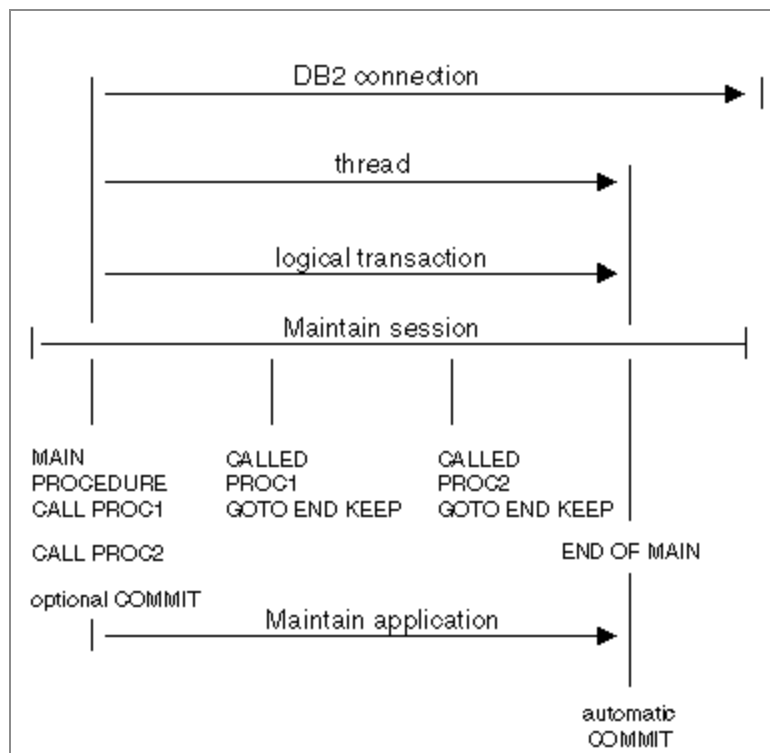 DB2 connection
thread
logical transaction
Maintain session
MAIN
PROCEDURE
CALL PROC1
CALL PROC2
optional COMMIT
CALLED
PROC1
GOTO END KEEP
CALLED
PROC2
GOTO END KEEP
END OF MAIN
Maintain application
automatic
COMMIT